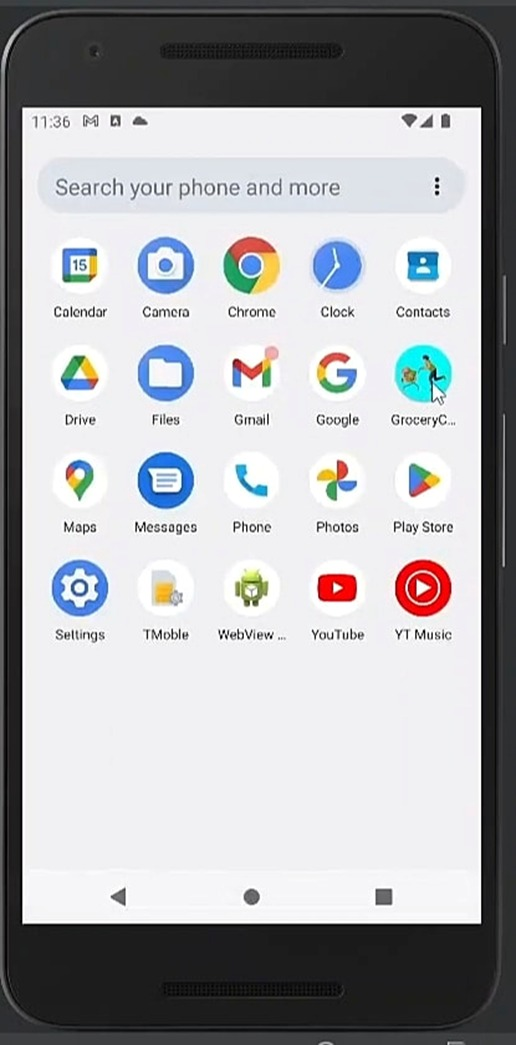 11:36
Search your phone and more
15
Calendar Camera Chrome Clock Contacts
Drive Files Gmail Google GroceryC...
Maps Messages Phone Photos Play Store
Settings TMoble WebView ... YouTube YT Music